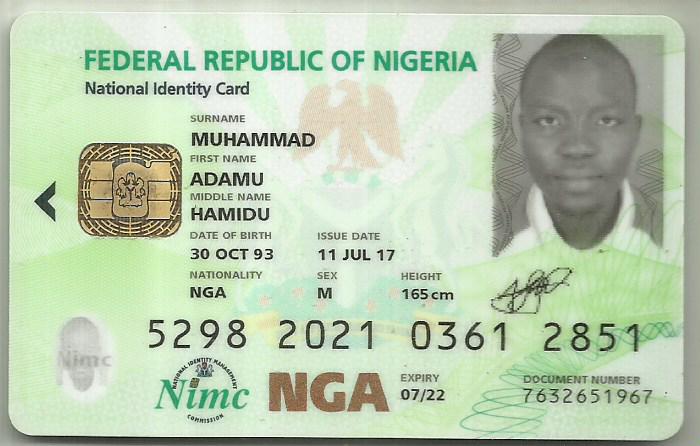 FEDERAL REPUBLIC OF NIGERIA
National Identity Card
SURNAME
MUHAMMAD
FIRST NAME
ADAMU
MIDDLE NAME
HAMIDU
DATE OF BIRTH ISSUE DATE
30 OCT 93 11 JUL 17
NATIONALITY SEX HEIGHT
NGA M 165cm
5298 2021 0361 2851
Nimc
NATIONAL IDENTITY MANAGEMENT
Nimc
COMMISSION
NGA
EXPIRY
07/22
DOCUMENT NUMBER
7632651967